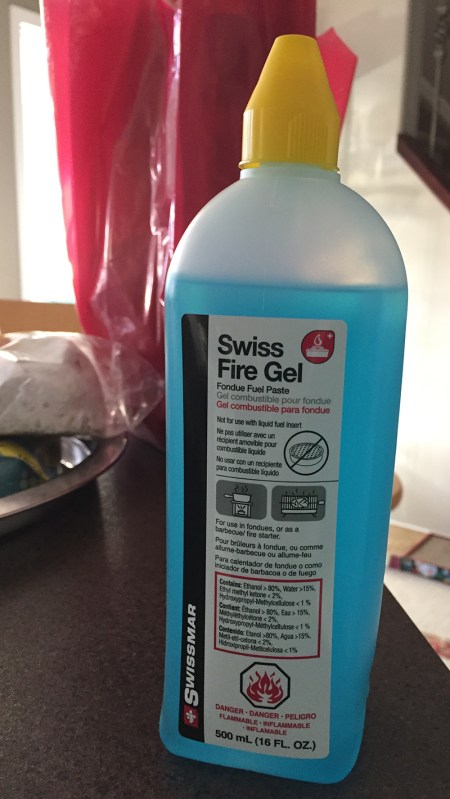 Swiss
Fire Gel
Fondue Fuel Paste
Gel combustible pour fondue
Gel combustible para fondue
Not for use with liquid fuel insert
Ne pas utiliser avec un
récipient amovible pour
combustible liquide
No usar con un recipiente
para combustible líquido
For use in fondues, or as a
barbecue/ fire starter.
Pour brûleurs à fondue, ou comme
allume-barbecue ou allume-feu
Para calentador de fondue o como
iniciador de barbacoa o de fuego
Contains: Ethanol > 80%, Water >15%,
Ethyl methyl ketone < 2%,
Hydroxypropyl-Methylcellulose < 1 %
Contient: Éthanol > 80%, Eau > 15%,
Méthyléthylcétone < 2%,
Hydroxypropyl-Méthylcellulose < 1 %
Contenido: Etanol >80%, Agua >15%,
Metil-etil-cetona < 2%,
Hidroxipropil-Metilcelulosa < 1%
SWISSMAR
DANGER - DANGER - PELIGRO
FLAMMABLE - INFLAMMABLE
- INFLAMABLE
500 mL (16 FL. OZ.)